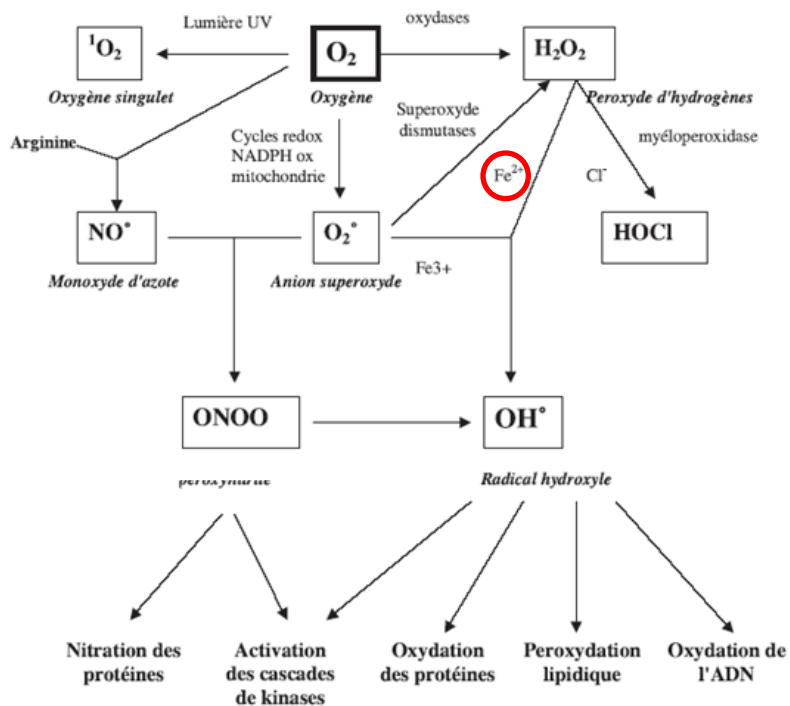 Lumière UV
oxydases
¹O₂
O₂
H₂O₂
Oxygène singulet
Oxygène
Peroxyde d'hydrogènes
Superoxyde
dismutases
Cycles redox
NADPH ox
mitochondrie
Arginine
myéloperoxidase
Fe²⁺
Cl⁻
NO°
O₂°
HOCl
Monoxyde d'azote
Anion superoxyde
Fe3+
ONOO
OH°
Radical hydroxyle
Nitration des
protéines
Activation
des cascades
de kinases
Oxydation
des protéines
Peroxydation
lipidique
Oxydation de
l'ADN